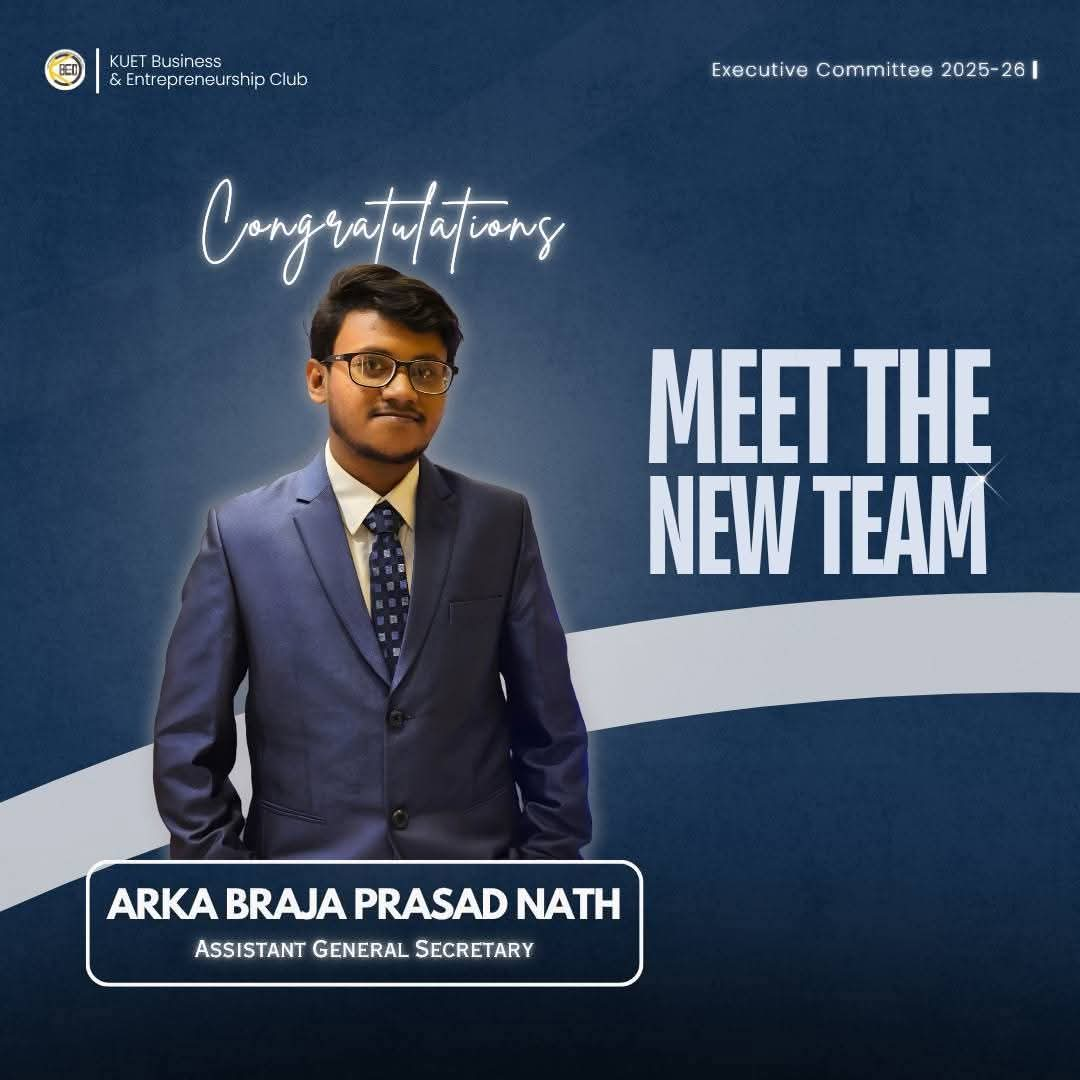 BEC
KUET Business
& Entrepreneurship Club
Executive Committee 2025-26
Congratulations
MEET THE
NEW TEAM
ARKA BRAJA PRASAD NATH
ASSISTANT GENERAL SECRETARY